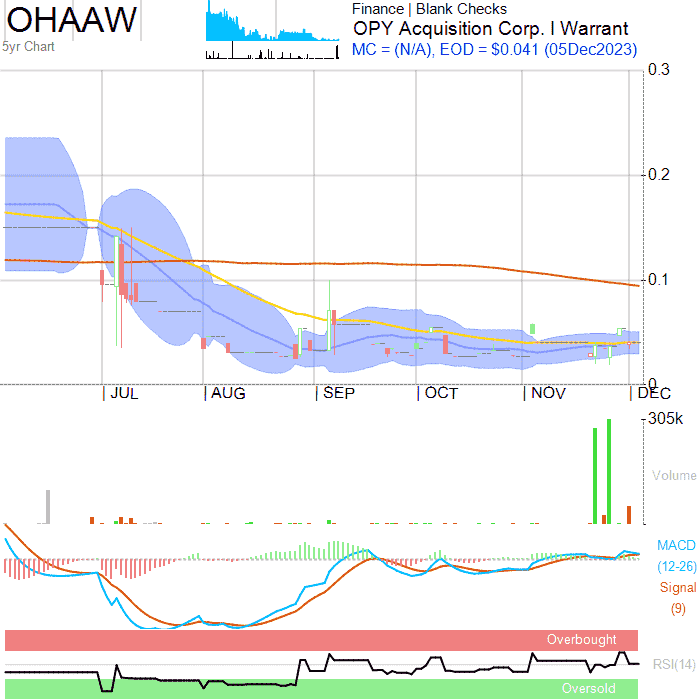 OHAAW
5yr Chart
Finance | Blank Checks
OPY Acquisition Corp. I Warrant
MC = (N/A), EOD = $0.041 (05Dec2023)
0.3
0.2
0.1
0
JUL AUG SEP OCT NOV DEC
305k
Volume
MACD
(12-26)
Signal
(9)
Overbought
RSI(14)
Oversold